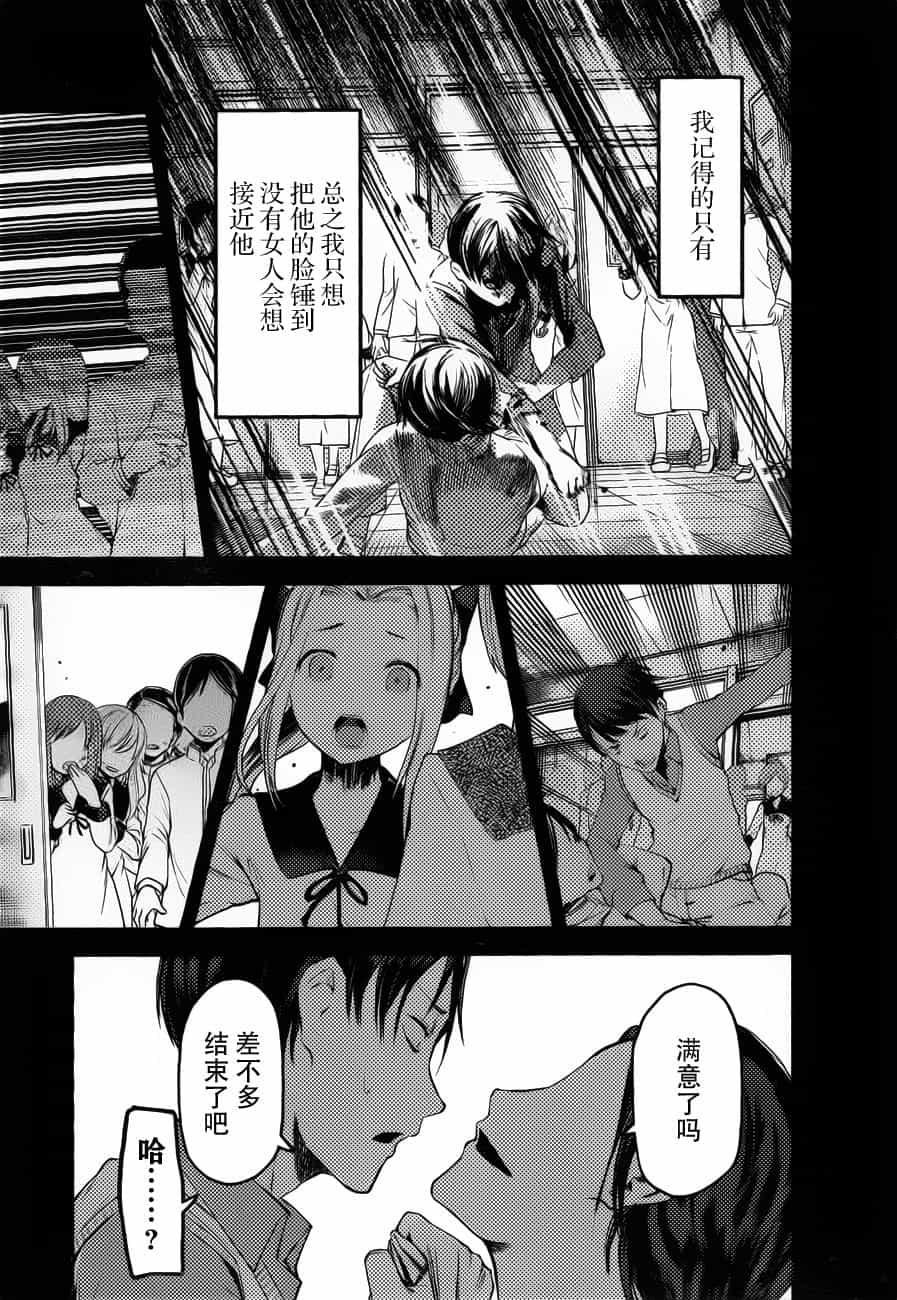 我记得的只有
总之我只想
把他的脸锤到
没有女人会想
接近他
满意了吗
差不多
结束了吧
哈……?